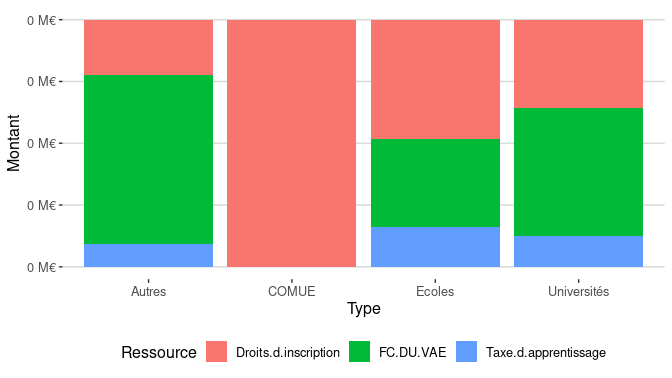 Montant
0 M€
0 M€
0 M€
0 M€
0 M€
Autres
COMUE
Ecoles
Universités
Type
Ressource
Droits.d.inscription
FC.DU.VAE
Taxe.d.apprentissage